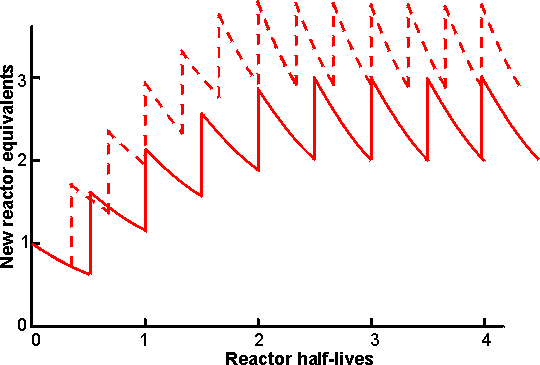 New reactor equivalents
3
2
1
0
0 1 2 3 4
Reactor half-lives